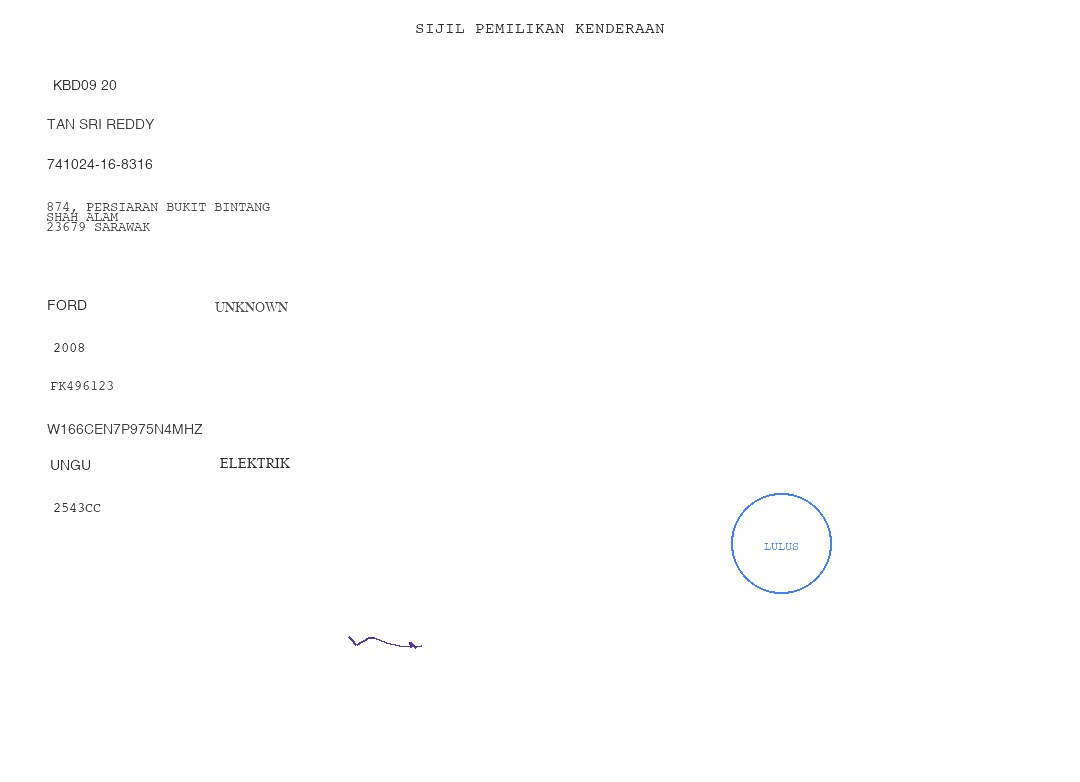 SIJIL PEMILIKAN KENDERAAN
KBD09 20
TAN SRI REDDY
741024-16-8316
874, PERSIARAN BUKIT BINTANG
SHAH ALAM
23679 SARAWAK
FORD UNKNOWN
2008
FK496123
W166CEN7P975N4MHZ
UNGU ELEKTRIK
2543CC
LULUS